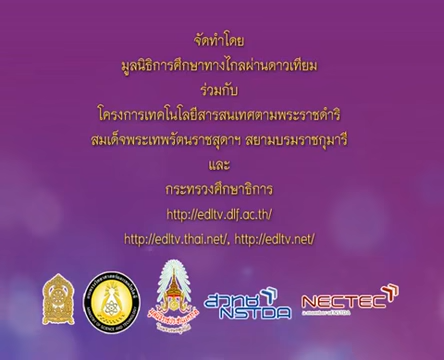 จัดทำโดย
มูลนิธิการศึกษาทางไกลผ่านดาวเทียม
ร่วมกับ
โครงการเทคโนโลยีสารสนเทศตามพระราชดำริ
สมเด็จพระเทพรัตนราชสุดาฯ สยามบรมราชกุมารี
และ
กระทรวงศึกษาธิการ
http://edltv.dlf.ac.th/
http://edltv.thai.net/, http://edltv.net/
สวทช
NSTDA
NECTEC
a member of NSTDA